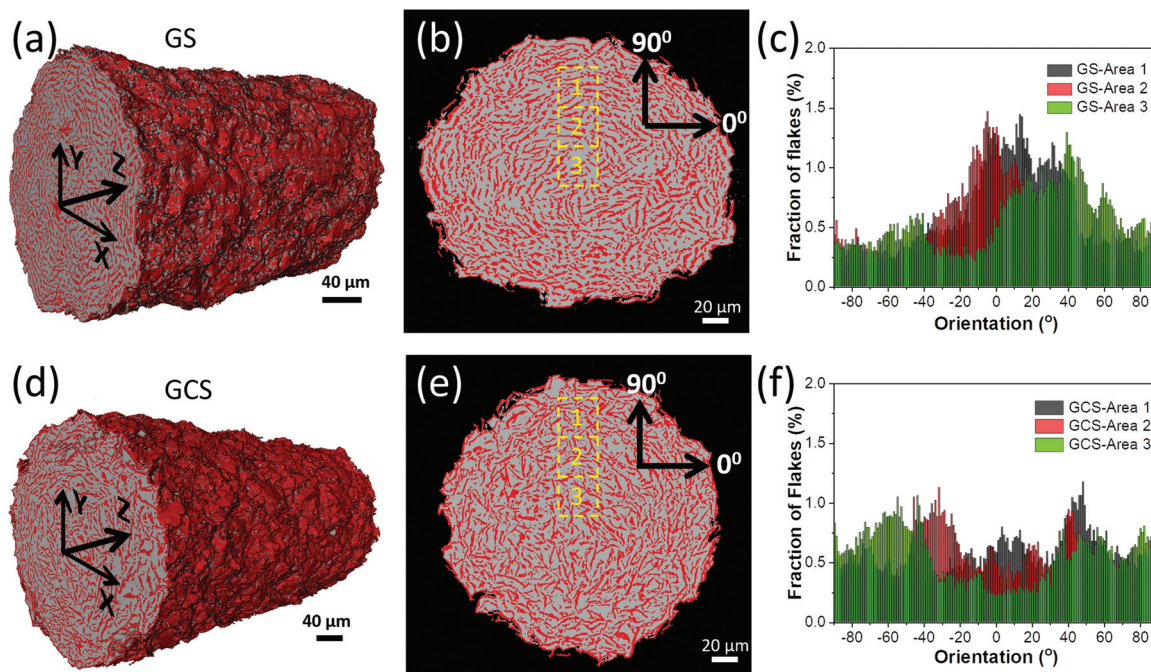 (a)
GS
Y
Z
X
40 µm
(b)
90⁰
0⁰
1
2
3
20 µm
(c)
2.0
1.5
1.0
0.5
0.0
Fraction of flakes (%)
GS-Area 1
GS-Area 2
GS-Area 3
-80 -60 -40 -20 0 20 40 60 80
Orientation (°)
(d)
GCS
Y
Z
X
40 µm
(e)
90⁰
0⁰
1
2
3
20 µm
(f)
2.0
1.5
1.0
0.5
0.0
Fraction of Flakes (%)
GCS-Area 1
GCS-Area 2
GCS-Area 3
-80 -60 -40 -20 0 20 40 60 80
Orientation (°)